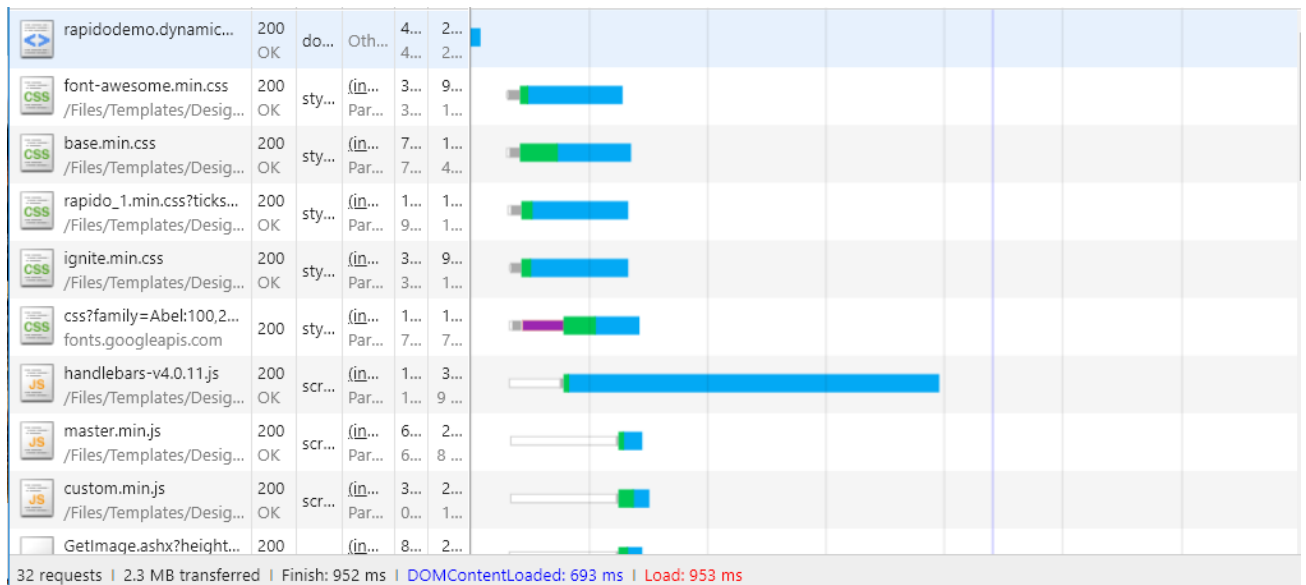 rapidodemo.dynamic... 200 do... Oth... 4... 2...
OK 4... 2...
font-awesome.min.css 200 sty... (in... 3... 9...
/Files/Templates/Desig... OK Par... 3... 1...
base.min.css 200 sty... (in... 7... 1...
/Files/Templates/Desig... OK Par... 7... 4...
rapido_1.min.css?ticks... 200 sty... (in... 1... 1...
/Files/Templates/Desig... OK Par... 9... 1...
ignite.min.css 200 sty... (in... 3... 9...
/Files/Templates/Desig... OK Par... 3... 1...
css?family=Abel:100,2... 200 sty... (in... 1... 1...
fonts.googleapis.com Par... 7... 7...
handlebars-v4.0.11.js 200 scr... (in... 1... 3...
/Files/Templates/Desig... OK Par... 1... 9 ...
master.min.js 200 scr... (in... 6... 2...
/Files/Templates/Desig... OK Par... 6... 8 ...
custom.min.js 200 scr... (in... 3... 2...
/Files/Templates/Desig... OK Par... 0... 1...
GetImage.ashx?height... 200 (in... 8... 2...
32 requests | 2.3 MB transferred | Finish: 952 ms | DOMContentLoaded: 693 ms | Load: 953 ms